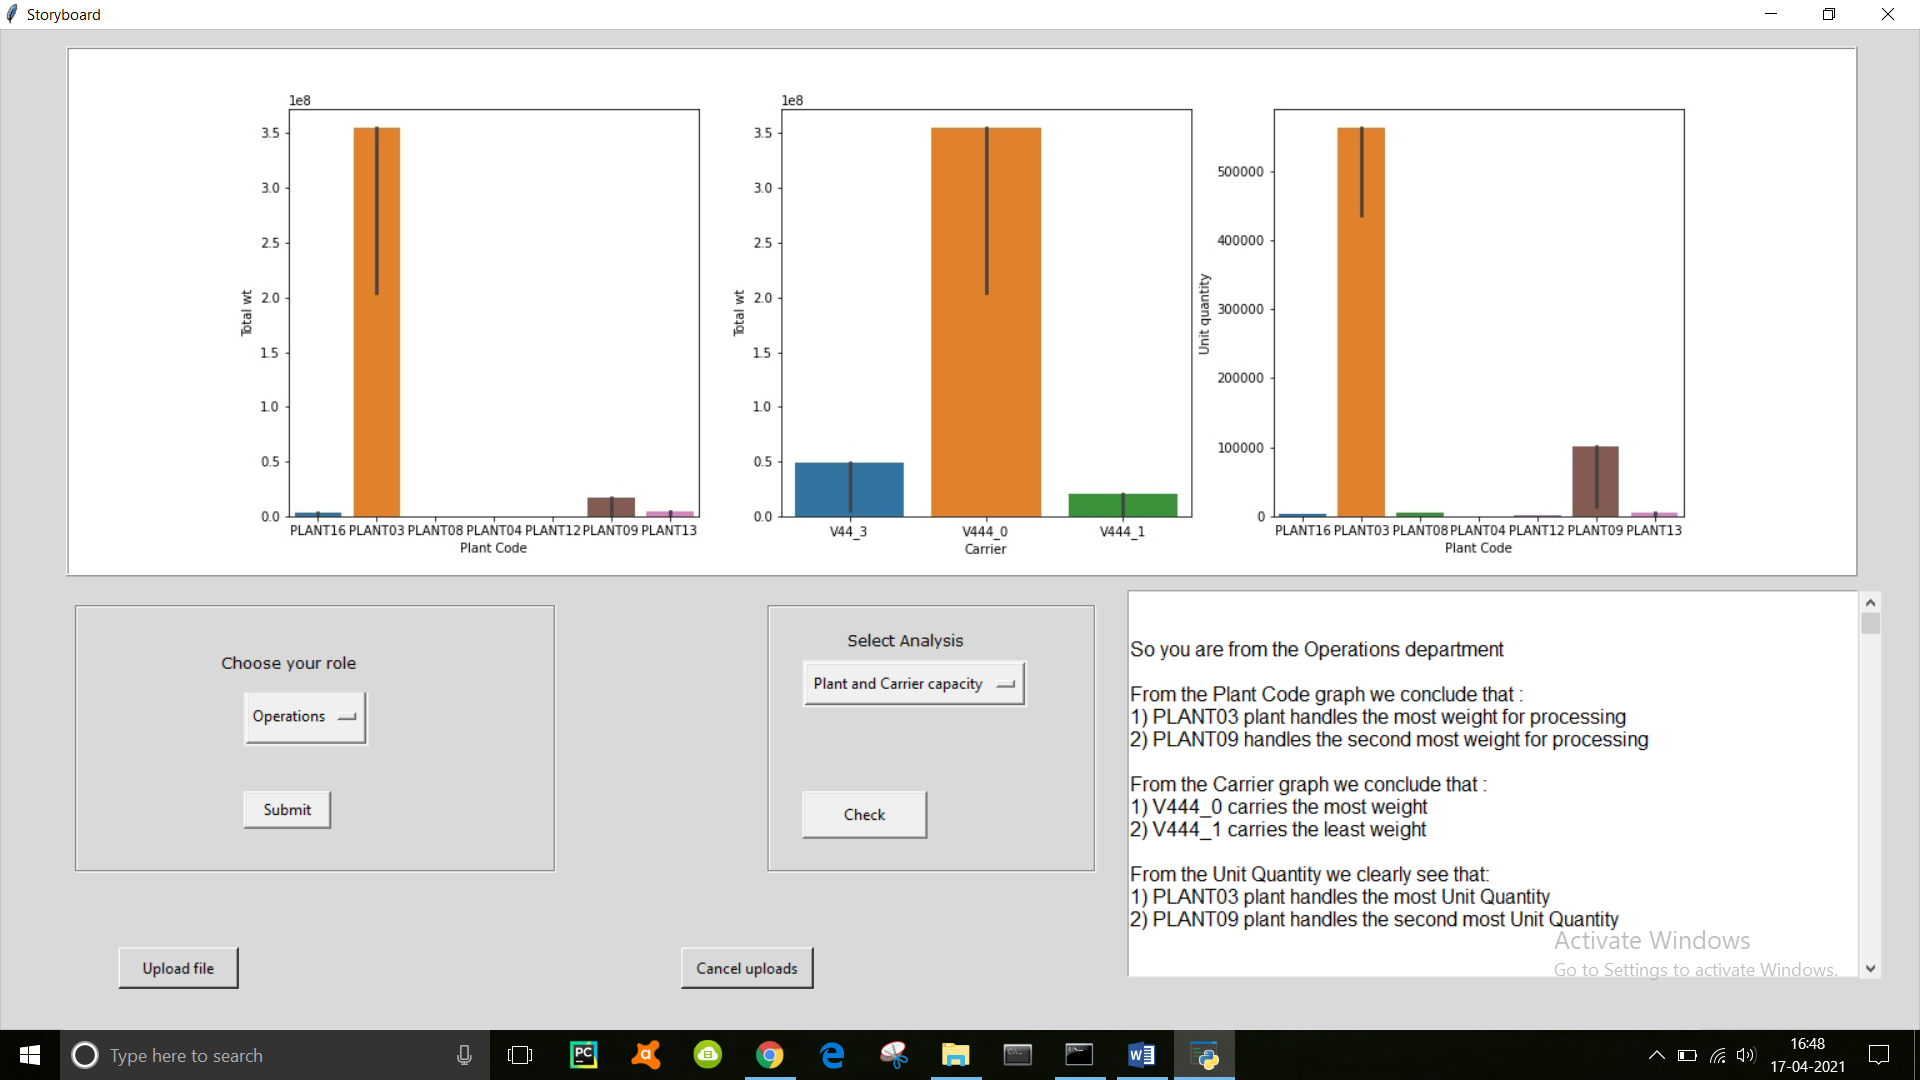 Storyboard
1e8
3.5
3.0
2.5
2.0
1.5
1.0
0.5
0.0
Total wt
PLANT16 PLANT03 PLANT08 PLANT04 PLANT12 PLANT09 PLANT13
Plant Code
1e8
3.5
3.0
2.5
2.0
1.5
1.0
0.5
0.0
Total wt
V44_3 V444_0 V444_1
Carrier
500000
400000
300000
200000
100000
0
Unit quantity
PLANT16 PLANT03 PLANT08 PLANT04 PLANT12 PLANT09 PLANT13
Plant Code
Choose your role
Operations
Submit
Select Analysis
Plant and Carrier capacity
Check
So you are from the Operations department
From the Plant Code graph we conclude that :
1) PLANT03 plant handles the most weight for processing
2) PLANT09 handles the second most weight for processing
From the Carrier graph we conclude that :
1) V444_0 carries the most weight
2) V444_1 carries the least weight
From the Unit Quantity we clearly see that:
1) PLANT03 plant handles the most Unit Quantity
2) PLANT09 plant handles the second most Unit Quantity
Activate Windows
Go to Settings to activate Windows.
Upload file
Cancel uploads
Type here to search
PC
W
16:48
17-04-2021